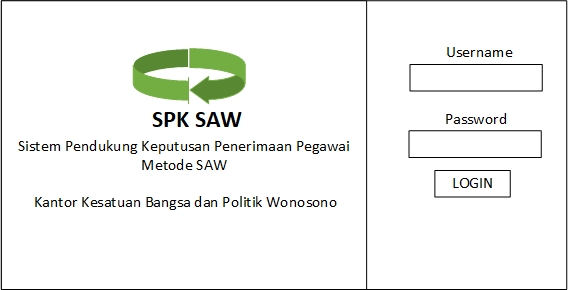 SPK SAW
Sistem Pendukung Keputusan Penerimaan Pegawai
Metode SAW
Kantor Kesatuan Bangsa dan Politik Wonosono
Username
Password
LOGIN